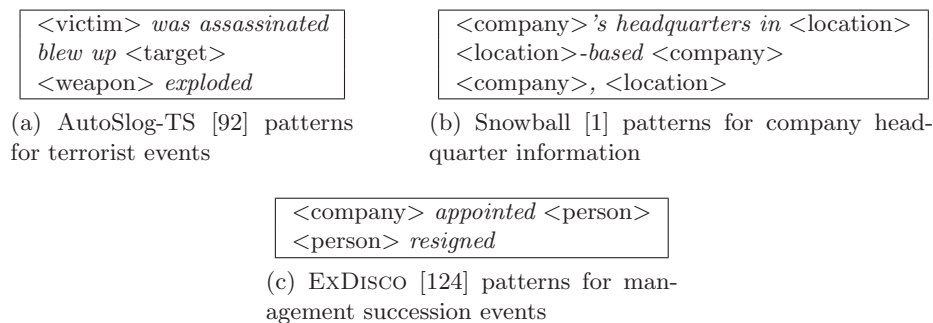 <victim> was assassinated
blew up <target>
<weapon> exploded
(a) AutoSlog-TS [92] patterns
for terrorist events
<company>'s headquarters in <location>
<location>-based <company>
<company>, <location>
(b) Snowball [1] patterns for company head-
quarter information
<company> appointed <person>
<person> resigned
(c) ExDisco [124] patterns for man-
agement succession events